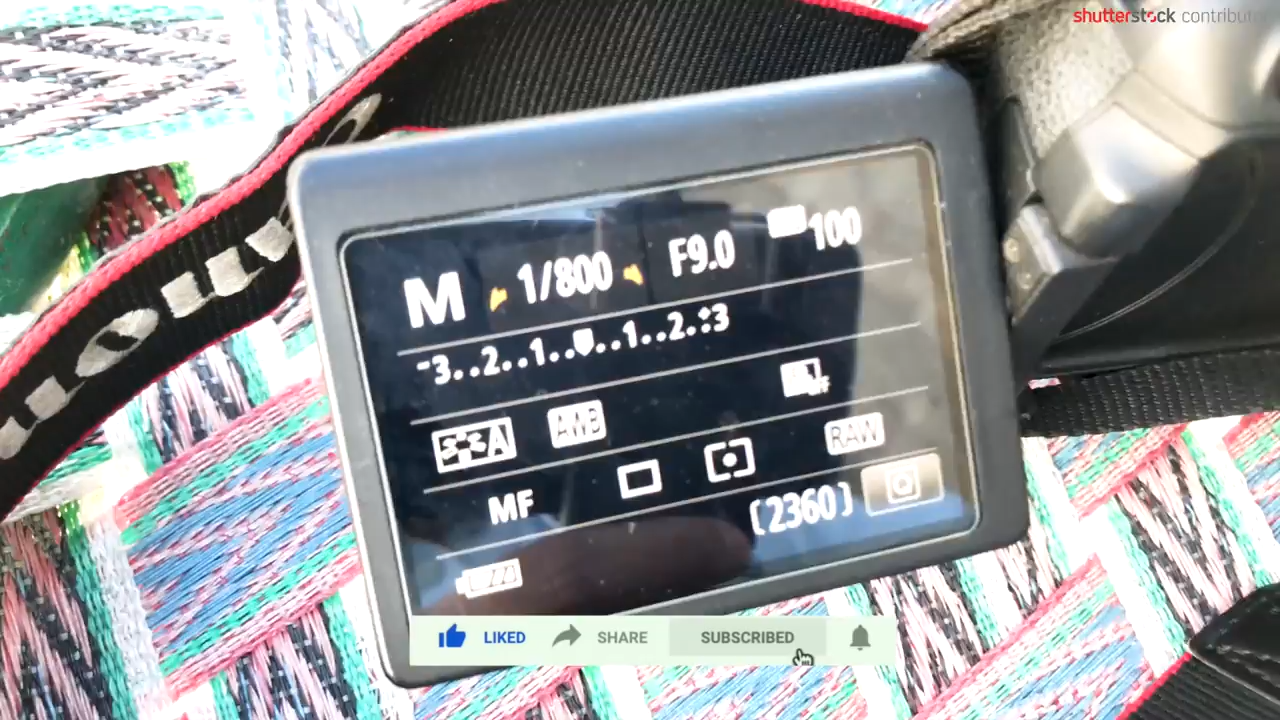 shutterstock contributor
M 1/800 F9.0 100
-3..2..1....1..2.+3
A AWB
MF RAW
[2360]
LIKED SHARE SUBSCRIBED